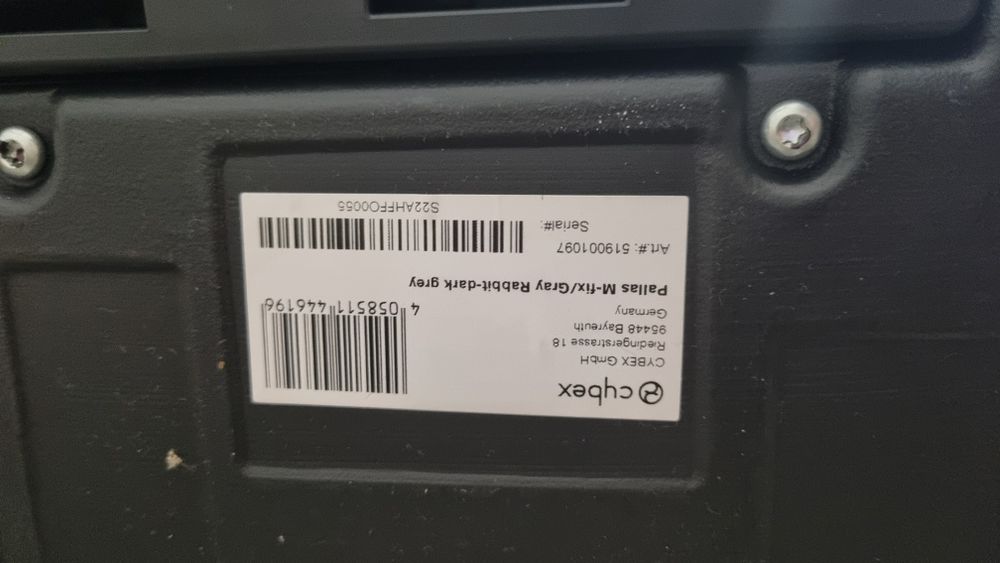 cybex
CYBEX GmbH
Riedingerstrasse 18
95448 Bayreuth
Germany
4 058511 446196
Pallas M-fix/Gray Rabbit-dark grey
Art.#: 519001097
Serial#:
S22AHFFO0055